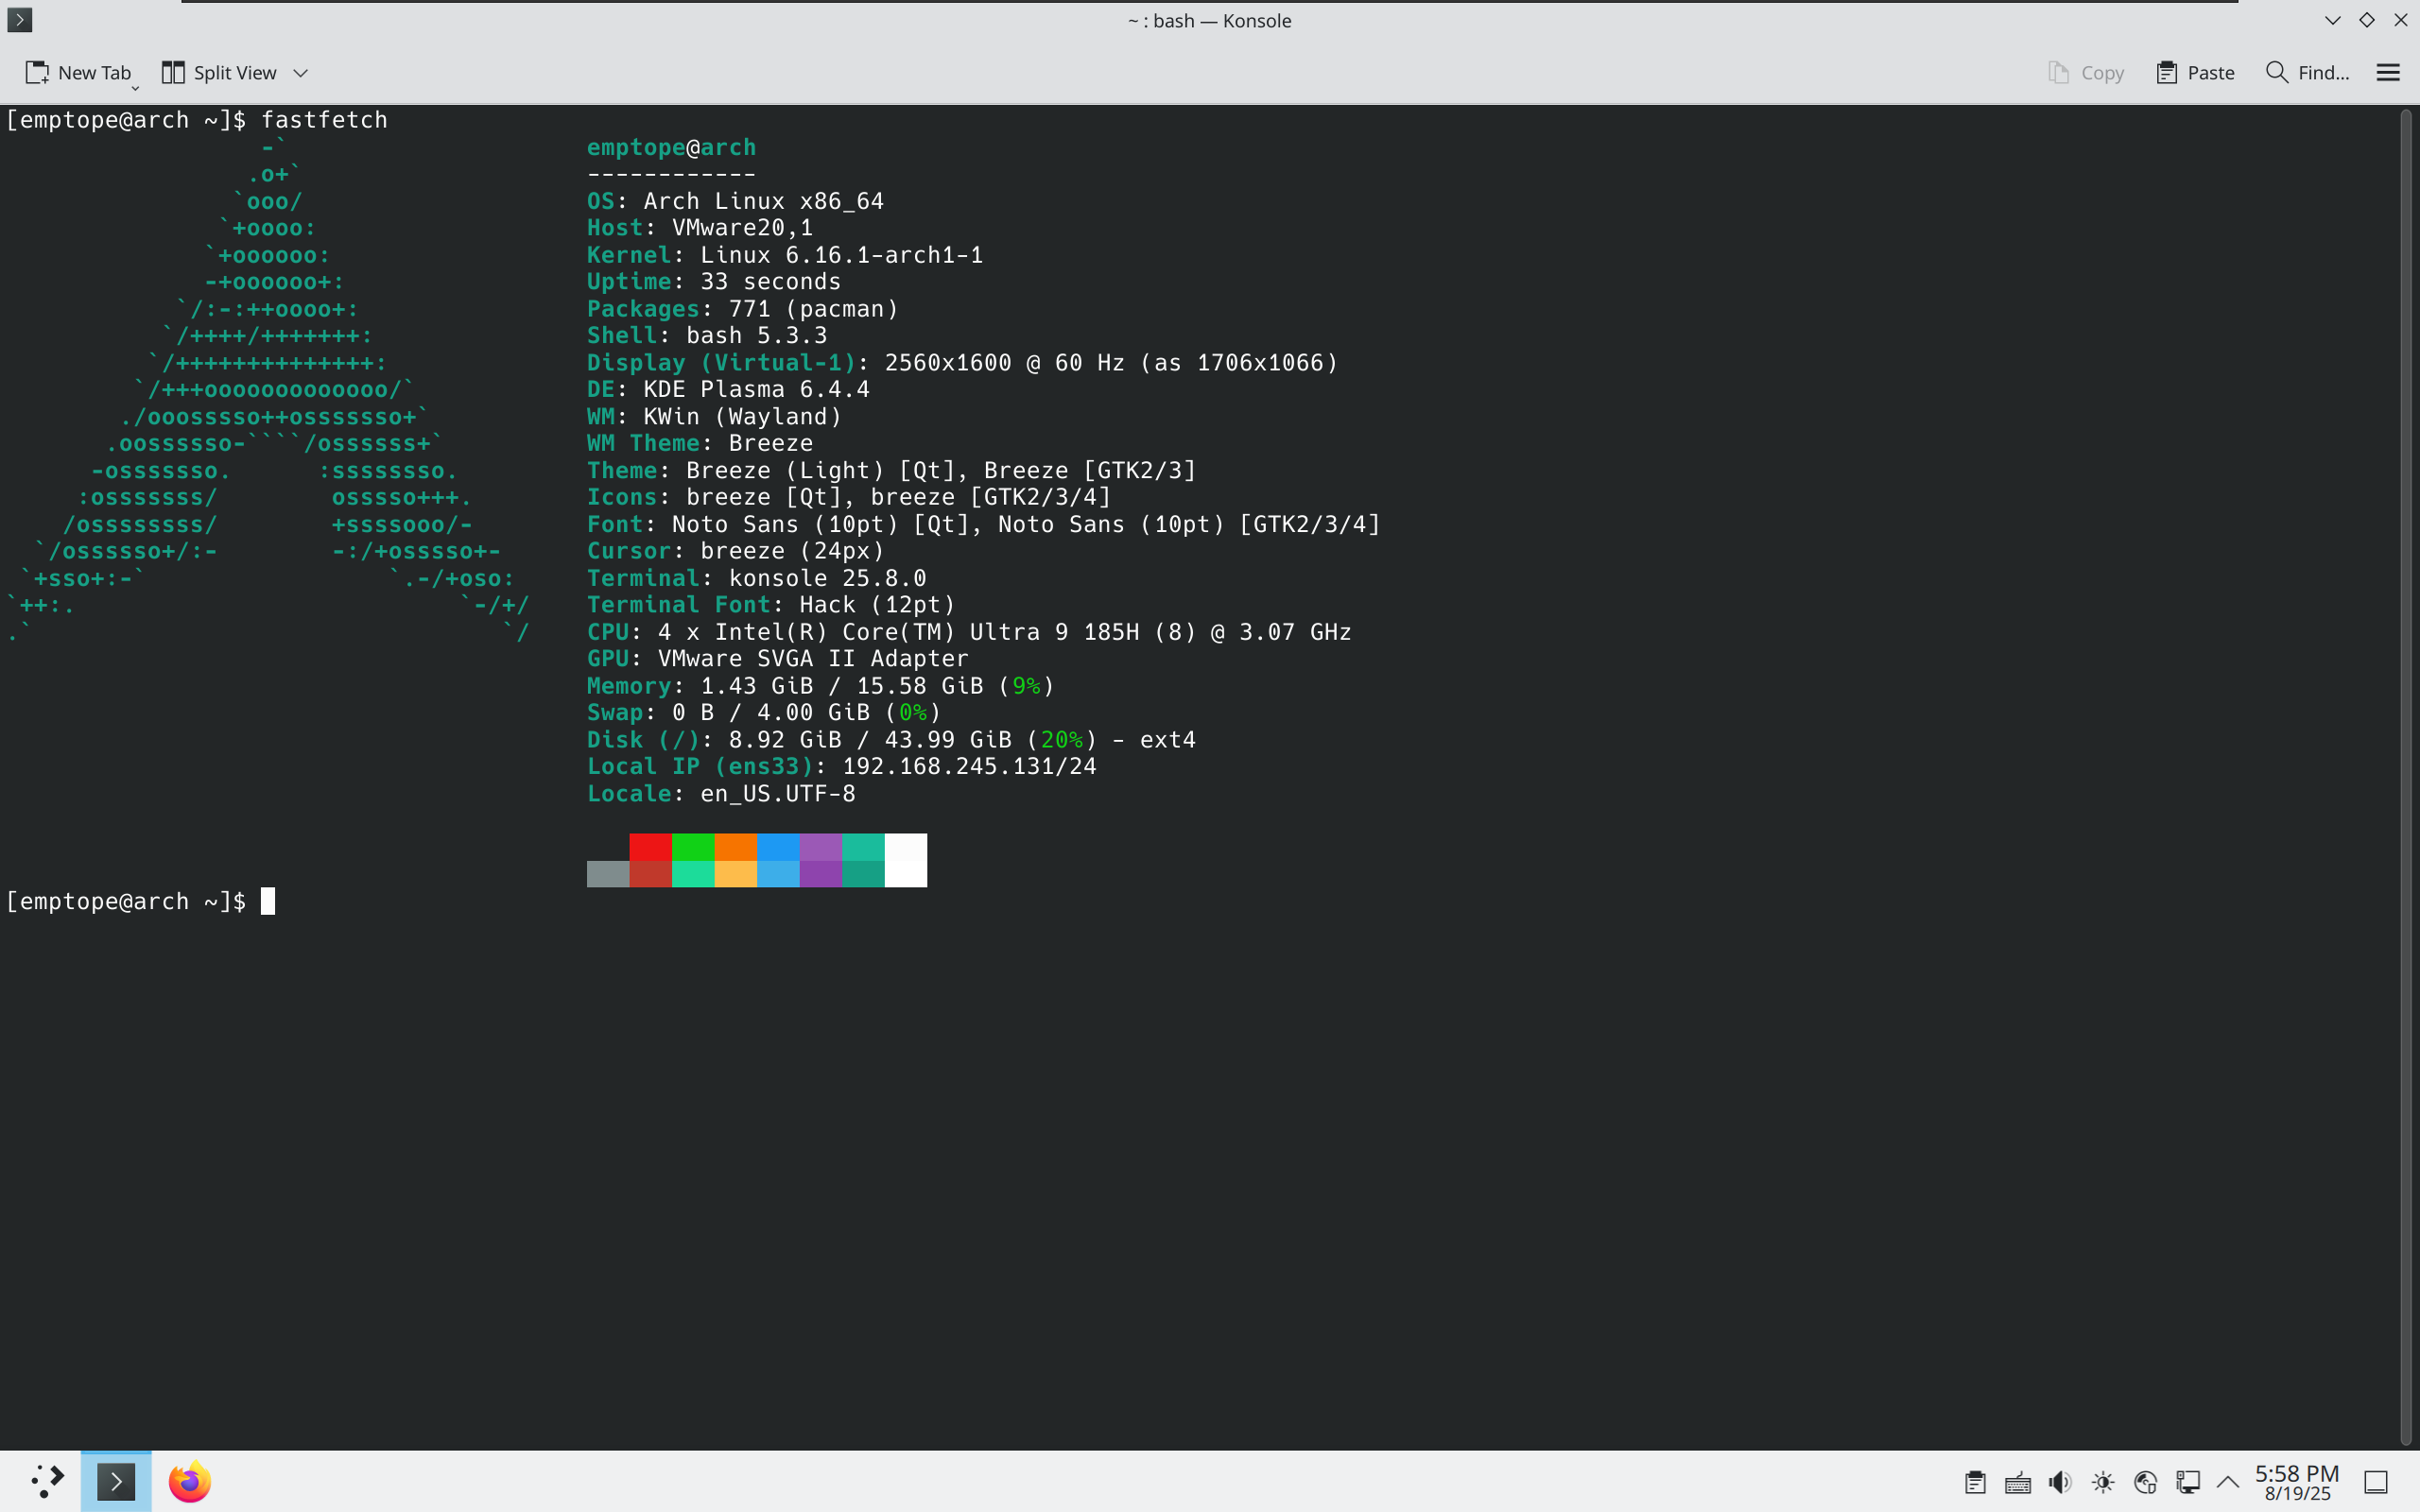 ~ : bash — Konsole
New Tab Split View Copy Paste Find...
[emptope@arch ~]$ fastfetch
-` emptope@arch
.o+` ------------
`ooo/ OS: Arch Linux x86_64
`+oooo: Host: VMware20,1
`+oooooo: Kernel: Linux 6.16.1-arch1-1
-+oooooo+: Uptime: 33 seconds
`/:-:++oooo+: Packages: 771 (pacman)
`/++++/+++++++: Shell: bash 5.3.3
`/++++++++++++++: Display (Virtual-1): 2560x1600 @ 60 Hz (as 1706x1066)
`/+++ooooooooooooo/` DE: KDE Plasma 6.4.4
./ooosssso++osssssso+` WM: KWin (Wayland)
.oossssso-````/ossssss+` WM Theme: Breeze
-osssssso. :ssssssso. Theme: Breeze (Light) [Qt], Breeze [GTK2/3]
:osssssss/ osssso+++. Icons: breeze [Qt], breeze [GTK2/3/4]
/ossssssss/ +ssssooo/- Font: Noto Sans (10pt) [Qt], Noto Sans (10pt) [GTK2/3/4]
`/ossssso+/:- -:/+osssso+- Cursor: breeze (24px)
`+sso+:-` `.-/+oso: Terminal: konsole 25.8.0
`++:. `-/+/ Terminal Font: Hack (12pt)
.` `/ CPU: 4 x Intel(R) Core(TM) Ultra 9 185H (8) @ 3.07 GHz
GPU: VMware SVGA II Adapter
Memory: 1.43 GiB / 15.58 GiB (9%)
Swap: 0 B / 4.00 GiB (0%)
Disk (/): 8.92 GiB / 43.99 GiB (20%) - ext4
Local IP (ens33): 192.168.245.131/24
Locale: en_US.UTF-8
[emptope@arch ~]$
5:58 PM
8/19/25